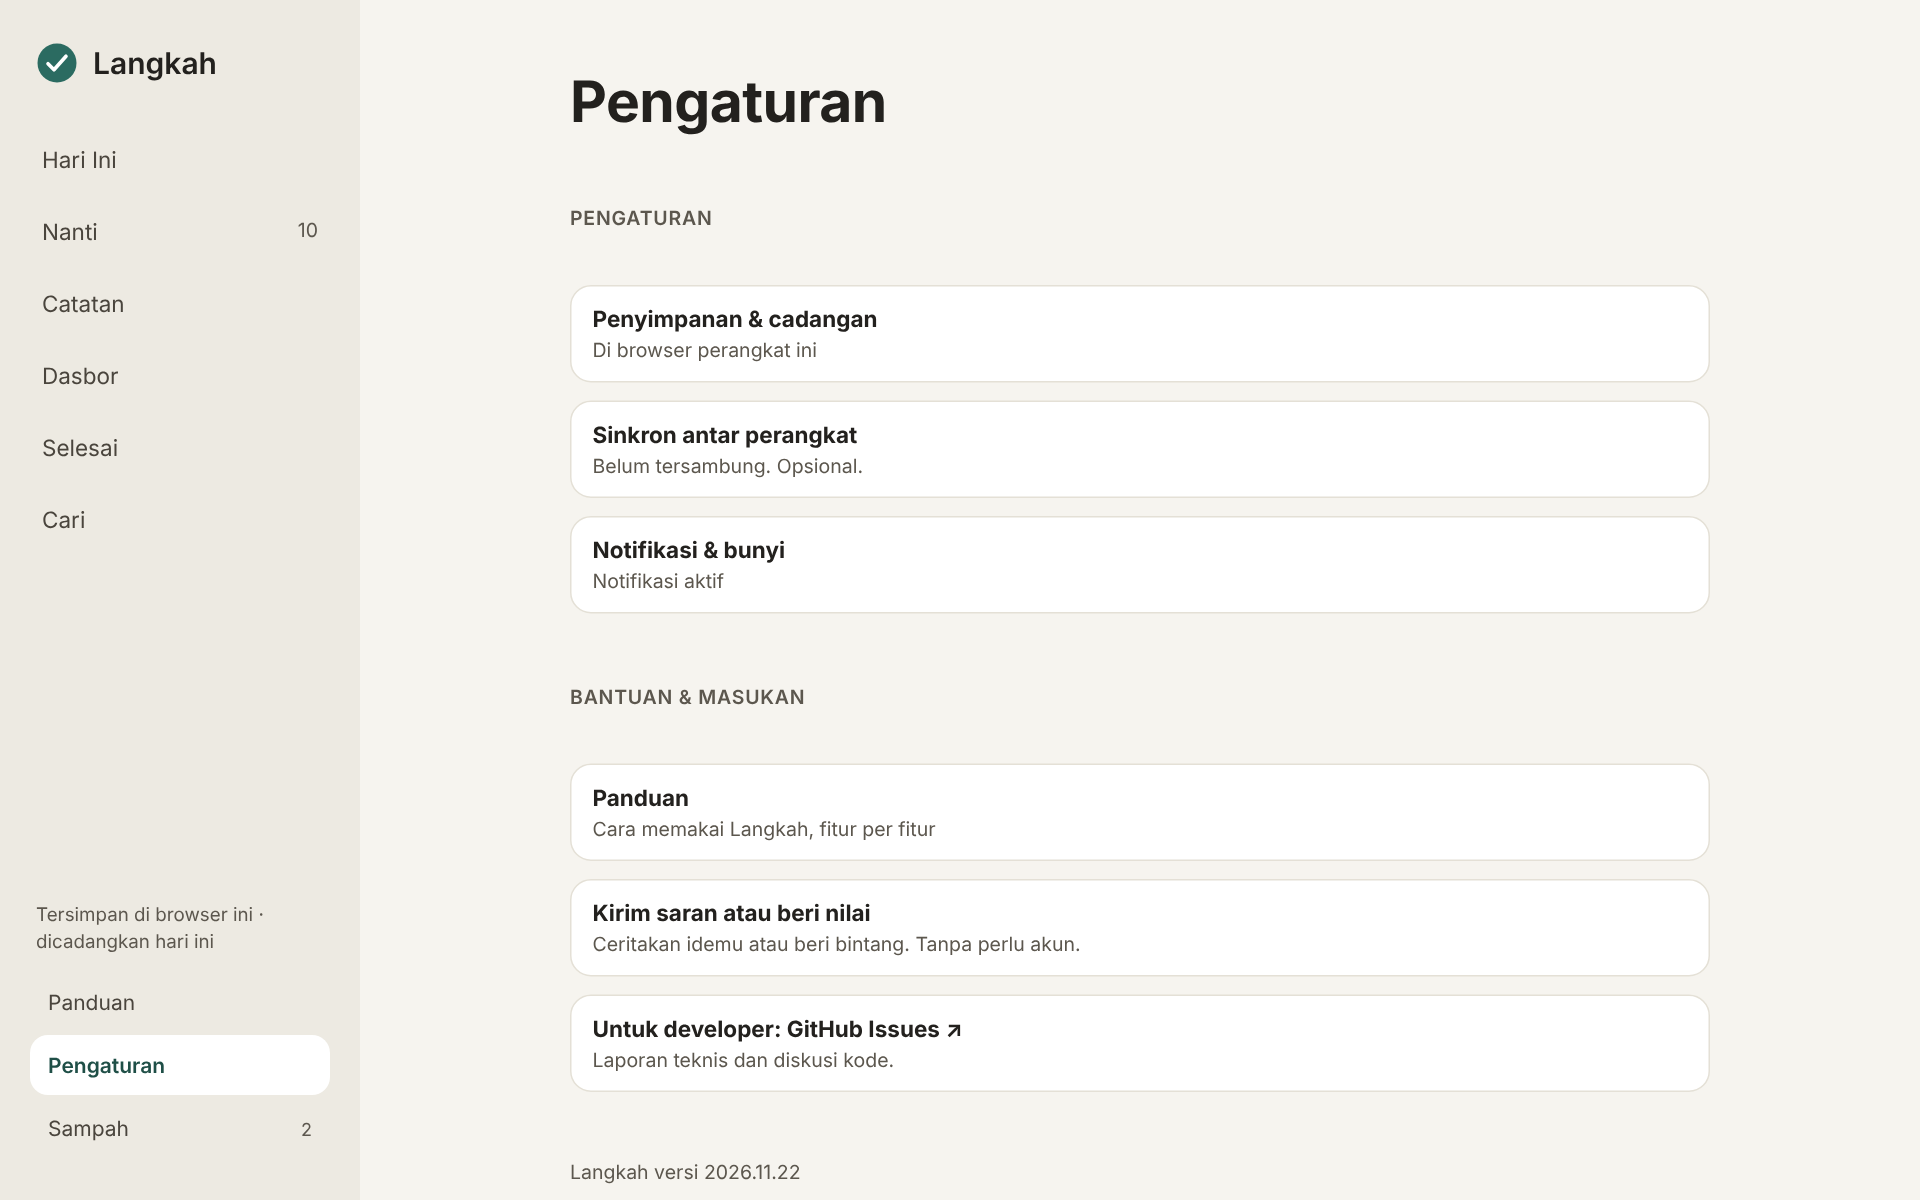 Langkah
Hari Ini
Nanti 10
Catatan
Dasbor
Selesai
Cari
Tersimpan di browser ini ·
dicadangkan hari ini
Panduan
Pengaturan
Sampah 2
Pengaturan
PENGATURAN
Penyimpanan & cadangan
Di browser perangkat ini
Sinkron antar perangkat
Belum tersambung. Opsional.
Notifikasi & bunyi
Notifikasi aktif
BANTUAN & MASUKAN
Panduan
Cara memakai Langkah, fitur per fitur
Kirim saran atau beri nilai
Ceritakan idemu atau beri bintang. Tanpa perlu akun.
Untuk developer: GitHub Issues ↗
Laporan teknis dan diskusi kode.
Langkah versi 2026.11.22